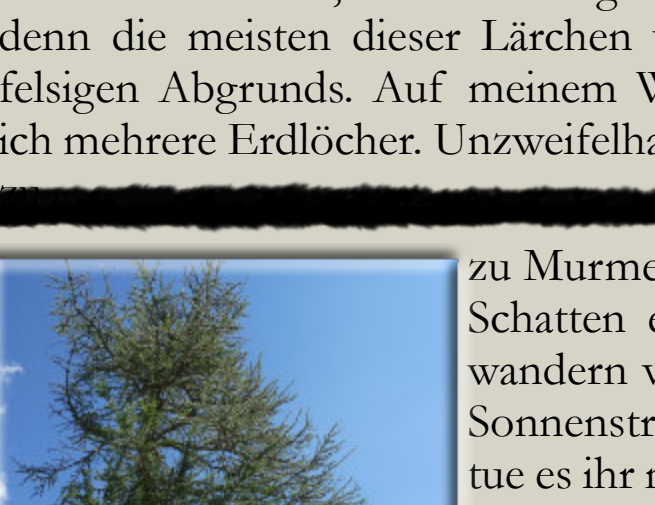 denn die meisten dieser Lärchen
felsigen Abgrunds. Auf meinem W
ich mehrere Erdlöcher. Unzweifelha
zu
zu Murme
Schatten e
wandern
Sonnenstr
tue es ihr